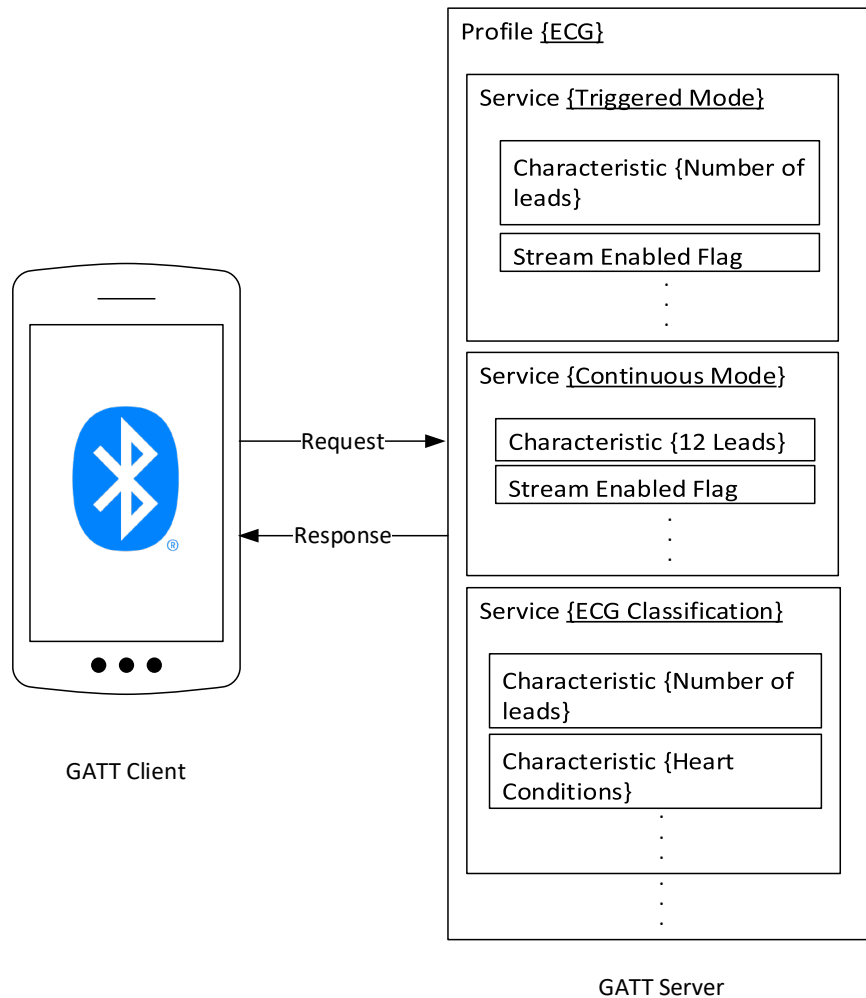 Profile {ECG}
Service {Triggered Mode}
Characteristic {Number of
leads}
Stream Enabled Flag
Service {Continuous Mode}
Characteristic {12 Leads}
Stream Enabled Flag
Service {ECG Classification}
Characteristic {Number of
leads}
Characteristic {Heart
Conditions}
Request
Response
®
GATT Client
GATT Server